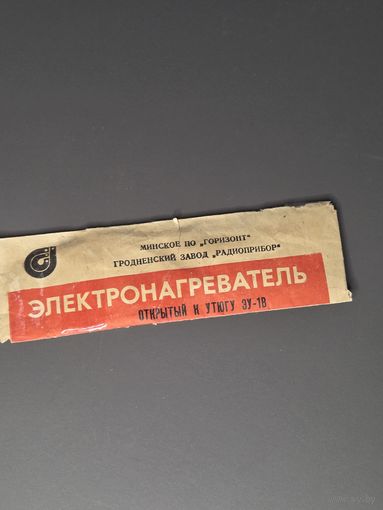 МИНСКОЕ ПО „ГОРИЗОНТ"
ГРОДНЕНСКИЙ ЗАВОД „РАДИОПРИБОР"
ЭЛЕКТРОНАГРЕВАТЕЛЬ
ОТКРЫТЫЙ К УТЮГУ ЭУ-1В